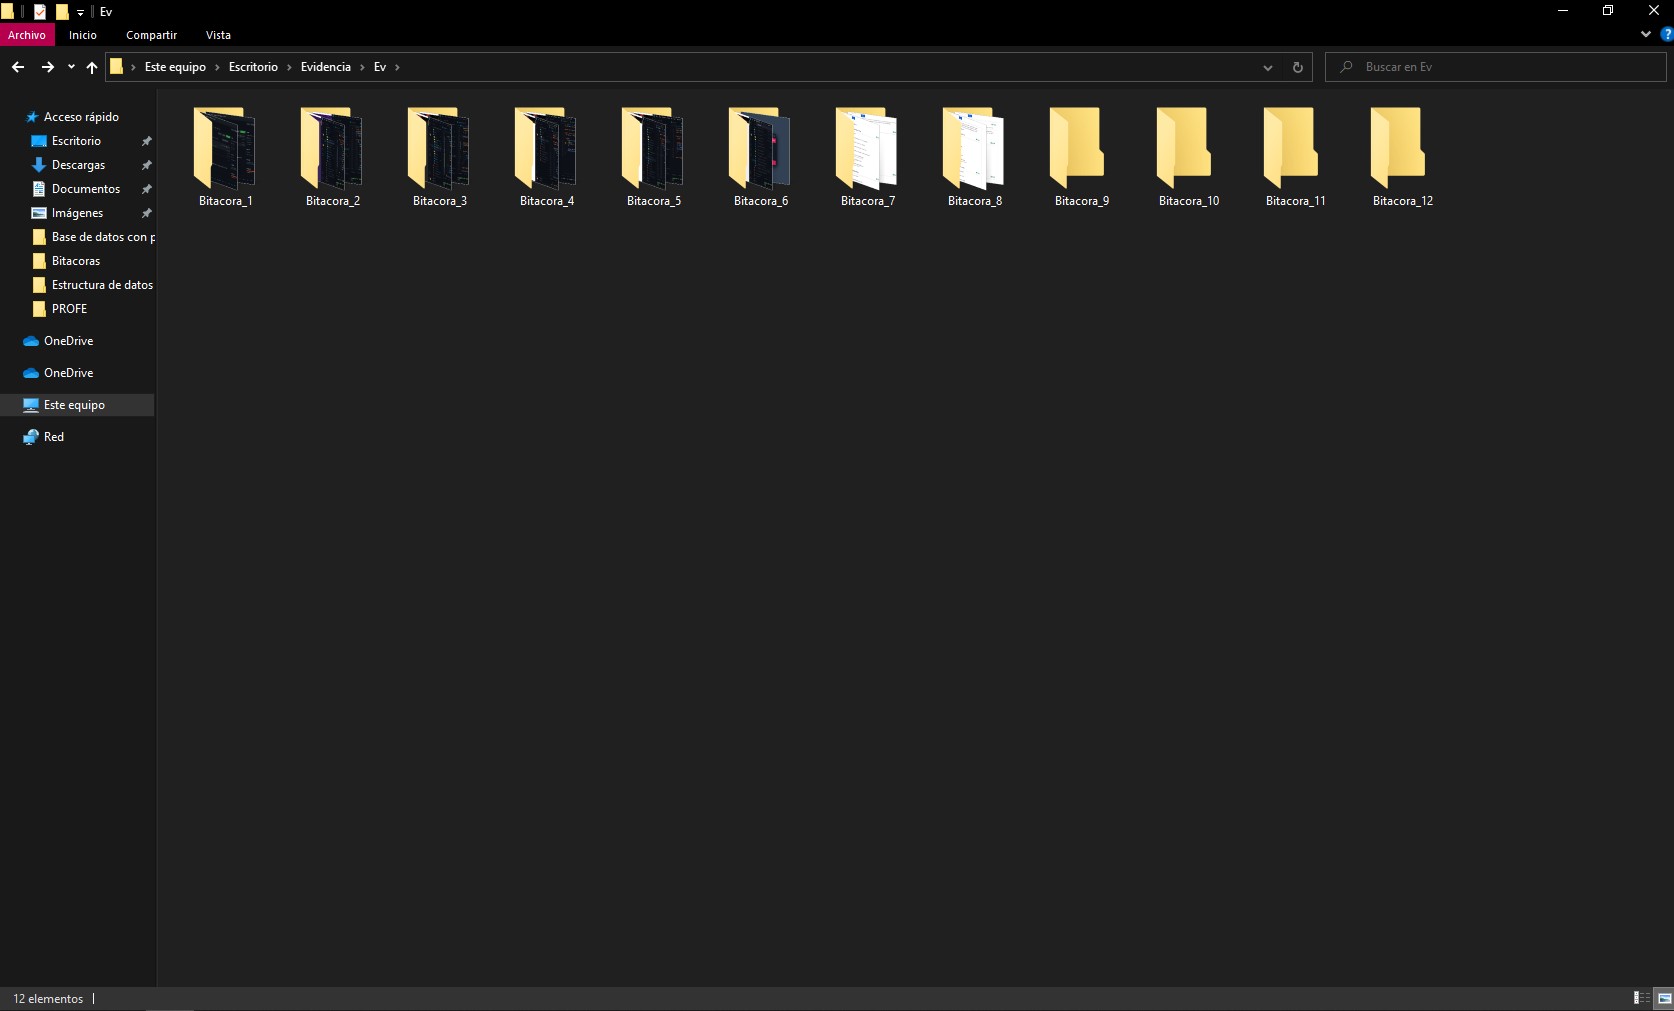 Ev
Archivo Inicio Compartir Vista
Este equipo Escritorio Evidencia Ev
Buscar en Ev
Acceso rápido
Escritorio
Descargas
Documentos
Imágenes
Base de datos con p
Bitacoras
Estructura de datos
PROFE
OneDrive
OneDrive
Este equipo
Red
Bitacora_1 Bitacora_2 Bitacora_3 Bitacora_4 Bitacora_5 Bitacora_6 Bitacora_7 Bitacora_8 Bitacora_9 Bitacora_10 Bitacora_11 Bitacora_12
12 elementos